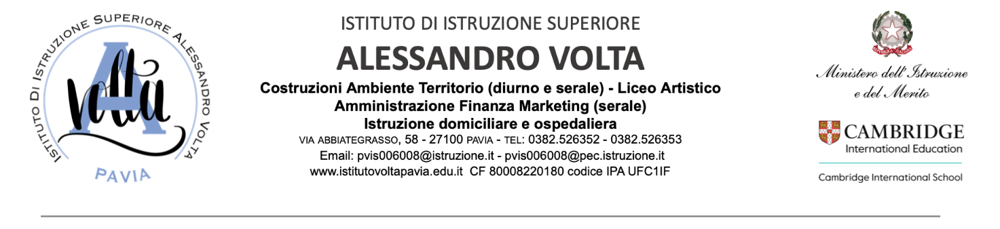 ISTITUTO DI ISTRUZIONE SUPERIORE ALESSANDRO VOLTA
A
Volta
PAVIA
ISTITUTO DI ISTRUZIONE SUPERIORE
ALESSANDRO VOLTA
Costruzioni Ambiente Territorio (diurno e serale) - Liceo Artistico
Amministrazione Finanza Marketing (serale)
Istruzione domiciliare e ospedaliera
VIA ABBIATEGRASSO, 58 - 27100 PAVIA - TEL: 0382.526352 - 0382.526353
Email: pvis006008@istruzione.it - pvis006008@pec.istruzione.it
www.istitutovoltapavia.edu.it CF 80008220180 codice IPA UFC1IF
REPVBBLICA ITALIANA
Ministero dell'Istruzione
e del Merito
CAMBRIDGE
International Education
Cambridge International School